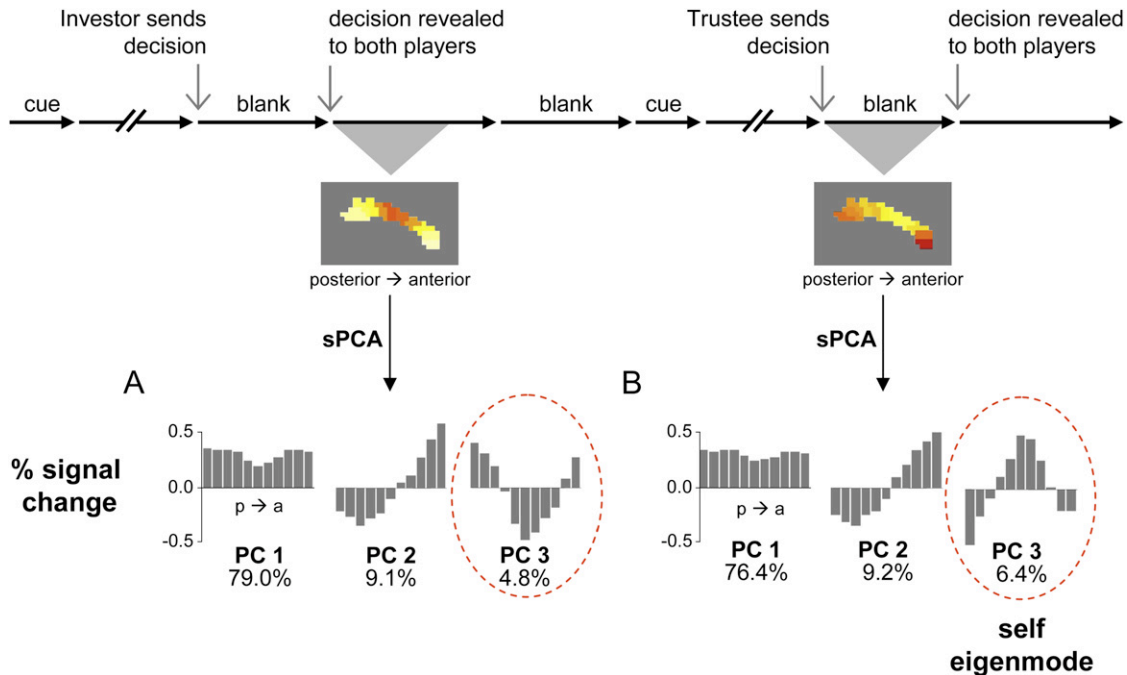 Investor sends
decision
decision revealed
to both players
Trustee sends
decision
decision revealed
to both players
cue
blank
blank
cue
blank
posterior → anterior
posterior → anterior
sPCA
sPCA
A
B
% signal
change
0.5
0.0
-0.5
p → a
PC 1
79.0%
PC 2
9.1%
PC 3
4.8%
0.5
0.0
-0.5
p → a
PC 1
76.4%
PC 2
9.2%
PC 3
6.4%
self
eigenmode